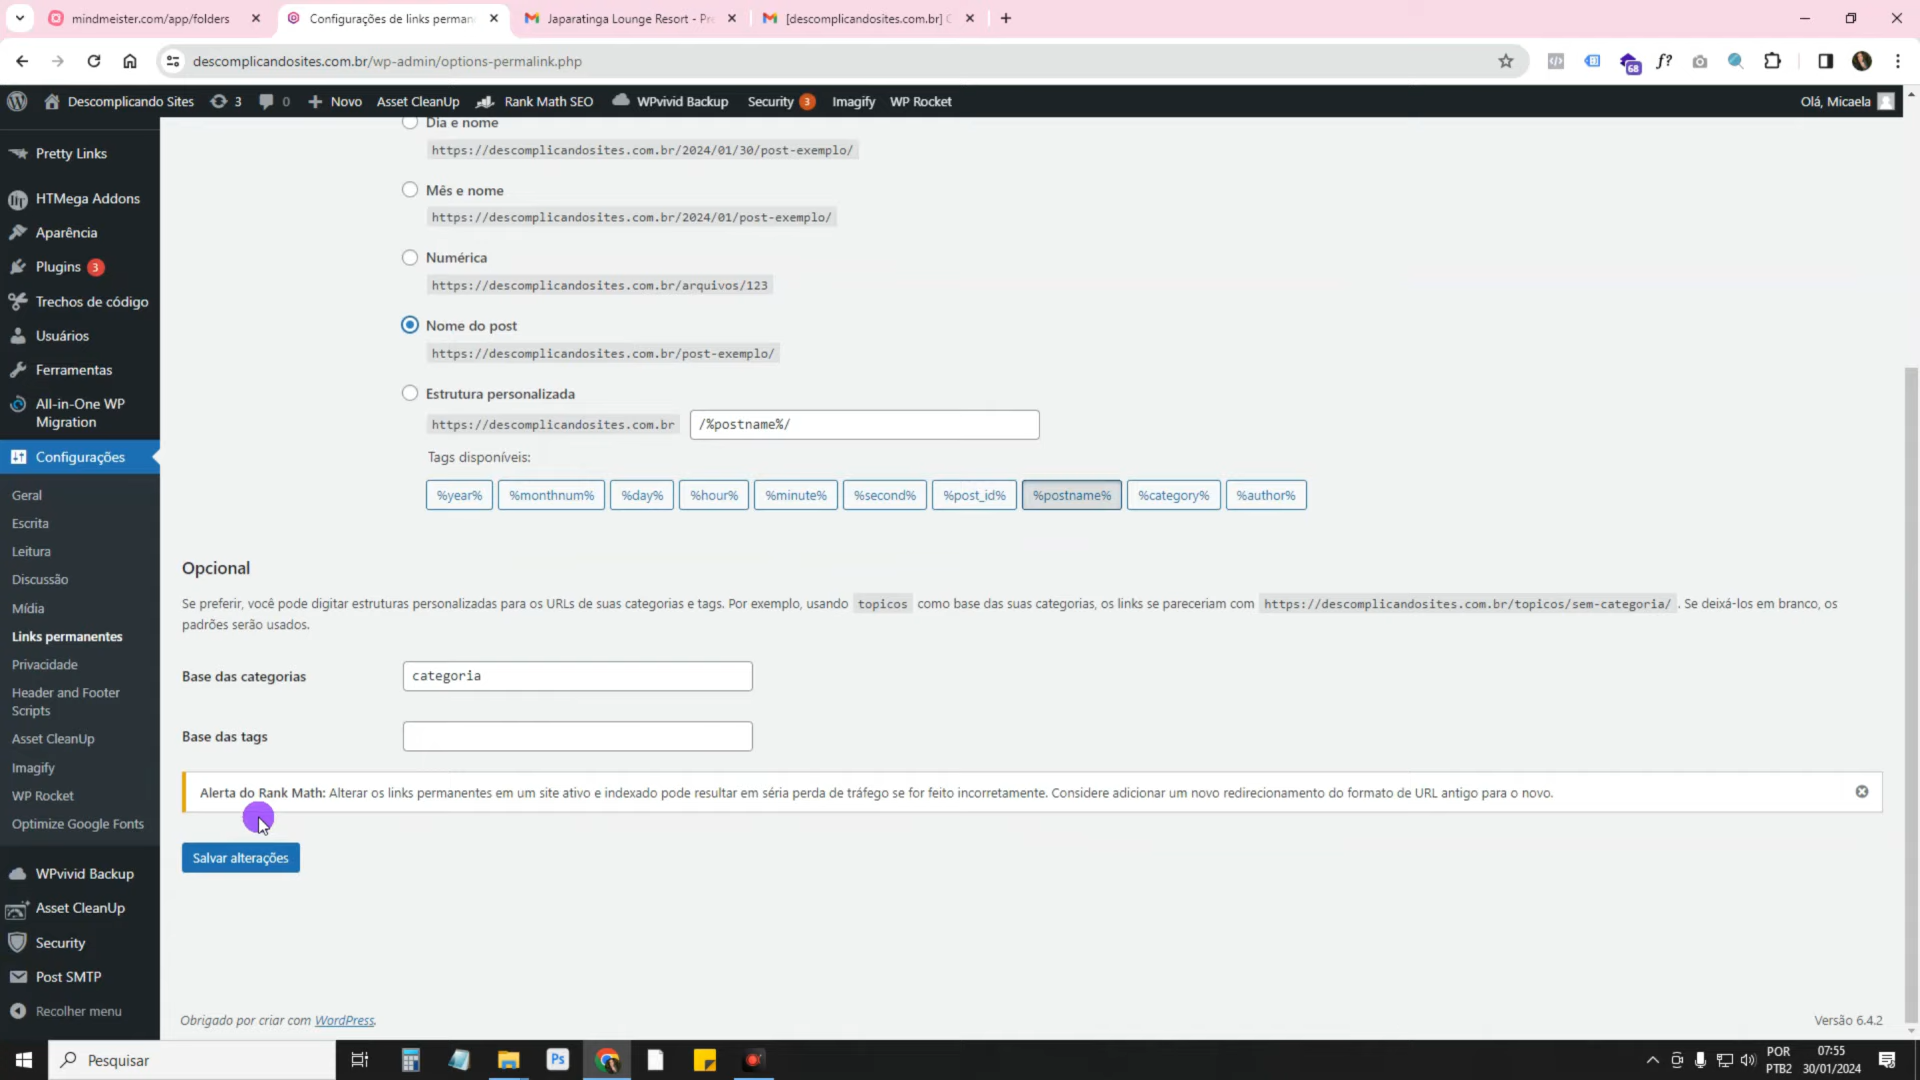 mindmeister.com/app/folders
Configurações de links perman
Japaratinga Lounge Resort - Pr
[descomplicandosites.com.br] C
descomplicandosites.com.br/wp-admin/options-permalink.php
68
f?
Descomplicando Sites
3
0
Novo
Asset CleanUp
Rank Math SEO
WPvivid Backup
Security 3
Imagify
WP Rocket
Olá, Micaela
Pretty Links
HTMega Addons
Aparência
Plugins 3
Trechos de código
Usuários
Ferramentas
All-in-One WP
Migration
Configurações
Geral
Escrita
Leitura
Discussão
Mídia
Links permanentes
Privacidade
Header and Footer
Scripts
Asset CleanUp
Imagify
WP Rocket
Optimize Google Fonts
WPvivid Backup
Asset CleanUp
Security
Post SMTP
Recolher menu
Dia e nome
https://descomplicandosites.com.br/2024/01/30/post-exemplo/
Mês e nome
https://descomplicandosites.com.br/2024/01/post-exemplo/
Numérica
https://descomplicandosites.com.br/arquivos/123
Nome do post
https://descomplicandosites.com.br/post-exemplo/
Estrutura personalizada
https://descomplicandosites.com.br /%postname%/
Tags disponíveis:
%year% %monthnum% %day% %hour% %minute% %second% %post_id% %postname% %category% %author%
Opcional
Se preferir, você pode digitar estruturas personalizadas para os URLs de suas categorias e tags. Por exemplo, usando topicos como base das suas categorias, os links se pareceriam com https://descomplicandosites.com.br/topicos/sem-categoria/ . Se deixá-los em branco, os
padrões serão usados.
Base das categorias categoria
Base das tags
Alerta do Rank Math: Alterar os links permanentes em um site ativo e indexado pode resultar em séria perda de tráfego se for feito incorretamente. Considere adicionar um novo redirecionamento do formato de URL antigo para o novo.
Salvar alterações
Obrigado por criar com WordPress.
Versão 6.4.2
Pesquisar
Ps
POR
PTB2
07:55
30/01/2024